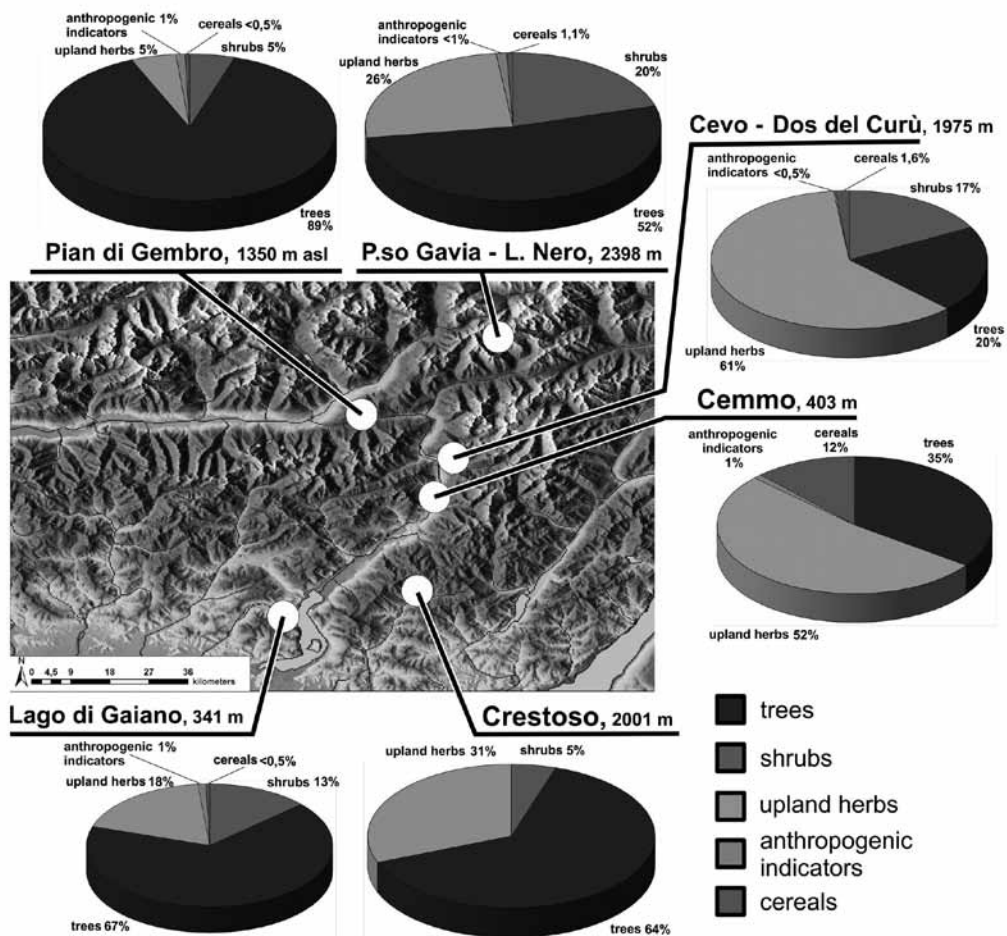 anthropogenic 1%
indicators
cereals <0,5%
upland herbs 5%
shrubs 5%
trees
89%
Pian di Gembro, 1350 m asl
anthropogenic
indicators <1%
cereals 1,1%
upland herbs
26%
shrubs
20%
trees
52%
P.so Gavia - L. Nero, 2398 m
Cevo - Dos del Curù, 1975 m
anthropogenic
indicators <0,5%
cereals 1,6%
shrubs 17%
trees
20%
upland herbs
61%
Cemmo, 403 m
anthropogenic
indicators
1%
cereals
12%
trees
35%
upland herbs 52%
N
0 4,5 9 18 27 36
kilometers
Lago di Gaiano, 341 m
anthropogenic 1%
indicators
cereals <0,5%
upland herbs 18%
shrubs 13%
trees 67%
Crestoso, 2001 m
upland herbs 31%
shrubs 5%
trees 64%
trees
shrubs
upland herbs
anthropogenic
indicators
cereals